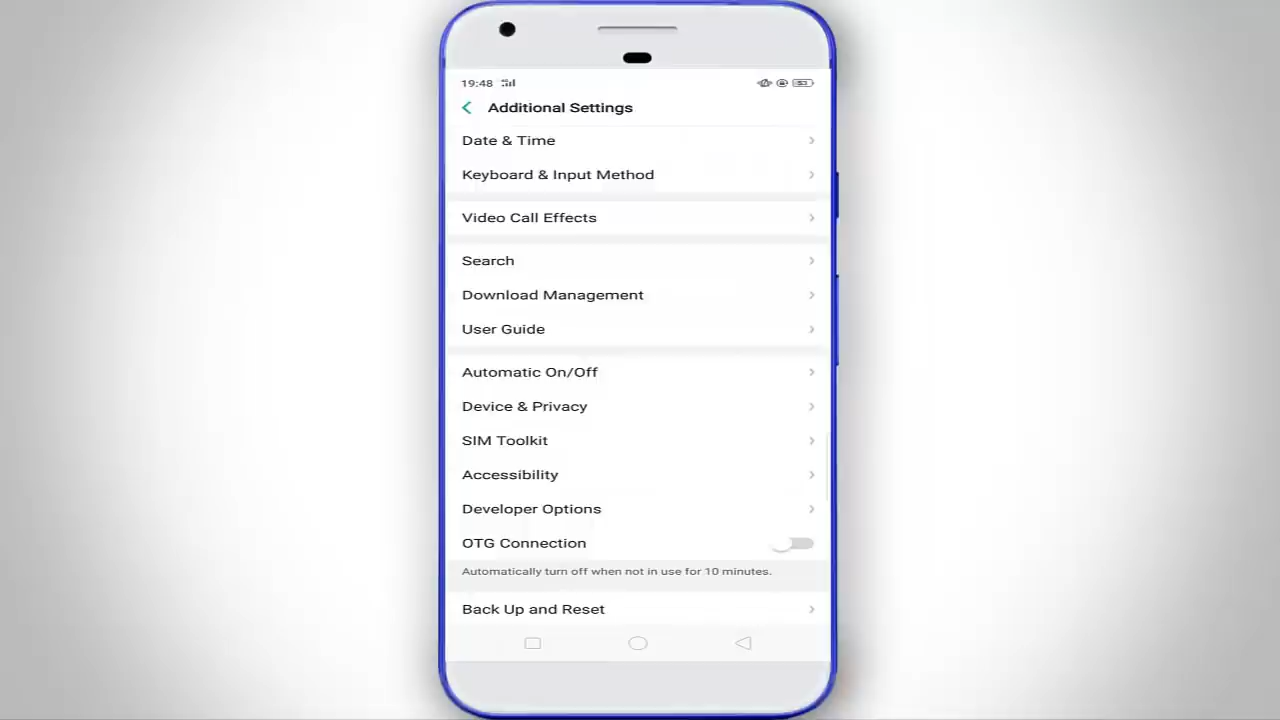 19:48
Additional Settings
Date & Time
Keyboard & Input Method
Video Call Effects
Search
Download Management
User Guide
Automatic On/Off
Device & Privacy
SIM Toolkit
Accessibility
Developer Options
OTG Connection
Automatically turn off when not in use for 10 minutes.
Back Up and Reset